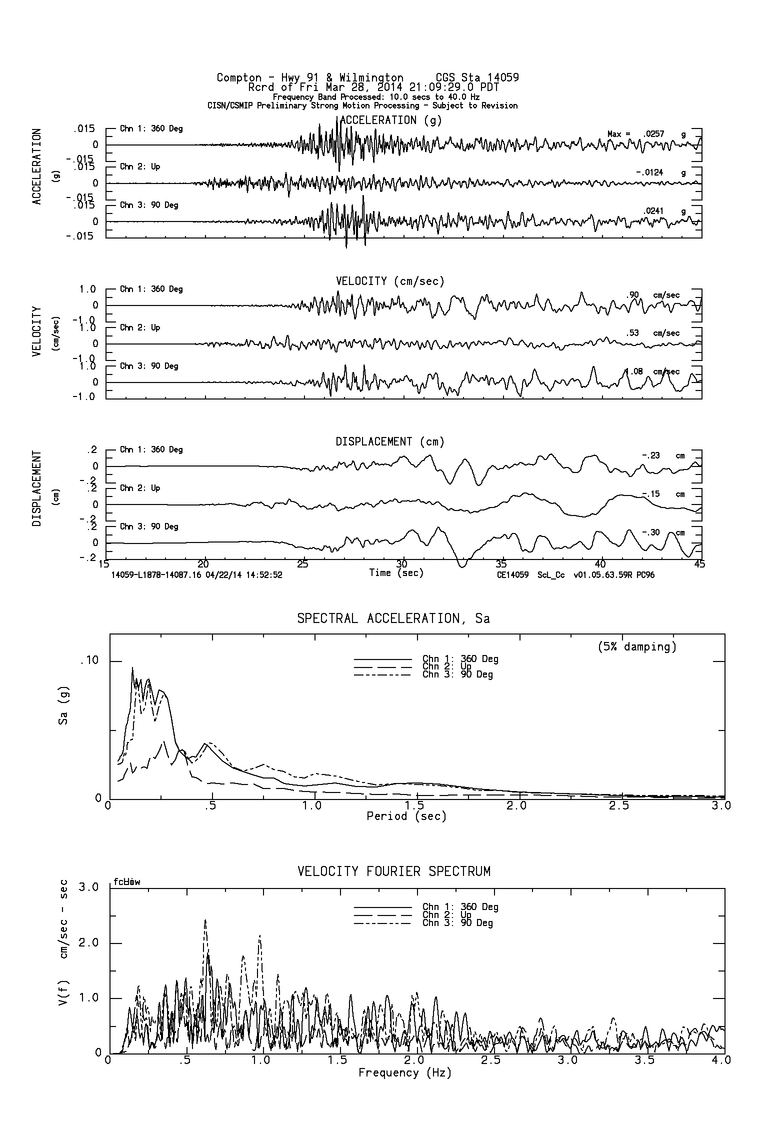 Compton - Hwy 91 & Wilmington CGS Sta 14059
Rcrd of Fri Mar 28, 2014 21:09:29.0 PDT
Frequency Band Processed: 10.0 secs to 40.0 Hz
CISN/CSMIP Preliminary Strong Motion Processing - Subject to Revision
ACCELERATION (g)
ACCELERATION
(g)
.015
0
-.015
Chn 1: 360 Deg
Max = .0257 g
.015
0
-.015
Chn 2: Up
-.0124 g
.015
0
-.015
Chn 3: 90 Deg
.0241 g
VELOCITY (cm/sec)
VELOCITY
(cm/sec)
1.0
0
-1.0
Chn 1: 360 Deg
.90 cm/sec
1.0
0
-1.0
Chn 2: Up
.53 cm/sec
1.0
0
-1.0
Chn 3: 90 Deg
1.08 cm/sec
DISPLACEMENT (cm)
DISPLACEMENT
(cm)
.2
0
-.2
Chn 1: 360 Deg
-.23 cm
.2
0
-.2
Chn 2: Up
-.15 cm
.2
0
-.2
Chn 3: 90 Deg
-.30 cm
15 20 25 30 35 40 45
14059-L1878-14087.16 04/22/14 14:52:52 Time (sec) CE14059 ScL_Cc v01.05.63.59R PC96
SPECTRAL ACCELERATION, Sa
(5% damping)
Chn 1: 360 Deg
Chn 2: Up
Chn 3: 90 Deg
Sa (g)
.10
0
0 .5 1.0 1.5 2.0 2.5 3.0
Period (sec)
VELOCITY FOURIER SPECTRUM
Chn 1: 360 Deg
Chn 2: Up
Chn 3: 90 Deg
V(f) cm/sec - sec
3.0
2.0
1.0
0
0 .5 1.0 1.5 2.0 2.5 3.0 3.5 4.0
Frequency (Hz)